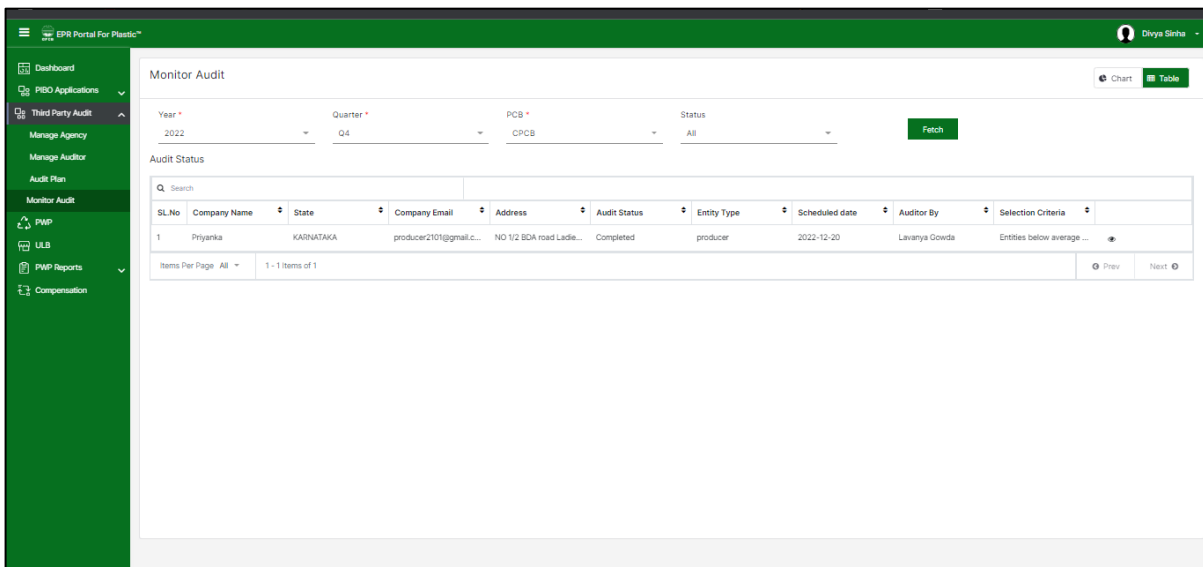 EPR Portal For Plastic™
Divya Sinha
Dashboard
PIBO Applications
Third Party Audit
Manage Agency
Manage Auditor
Audit Plan
Monitor Audit
PWP
ULB
PWP Reports
Compensation
Monitor Audit
Chart Table
Year * Quarter * PCB * Status
2022 Q4 CPCB All Fetch
Audit Status
Search
SL.No Company Name State Company Email Address Audit Status Entity Type Scheduled date Auditor By Selection Criteria
1 Priyanka KARNATAKA producer2101@gmail.c... NO 1/2 BDA road Ladie... Completed producer 2022-12-20 Lavanya Gowda Entities below average ...
Items Per Page All 1 - 1 Items of 1 Prev Next